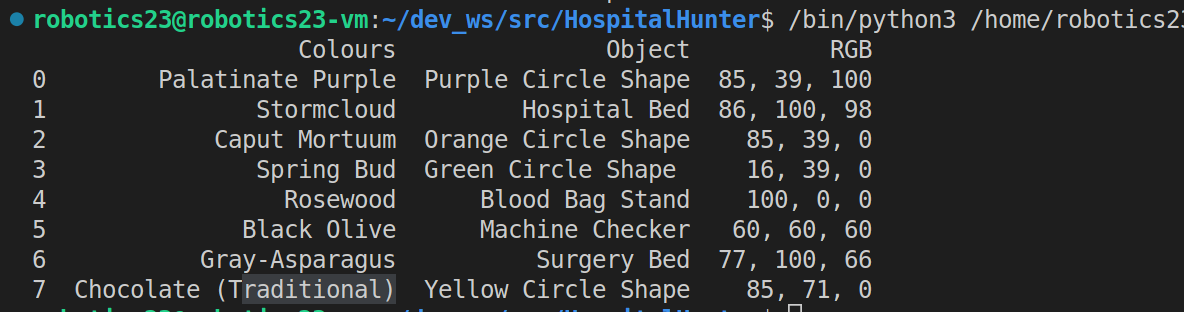 robotics23@robotics23-vm:~/dev_ws/src/HospitalHunter$ /bin/python3 /home/robotics23
Colours Object RGB
0 Palatinate Purple Purple Circle Shape 85, 39, 100
1 Stormcloud Hospital Bed 86, 100, 98
2 Caput Mortuum Orange Circle Shape 85, 39, 0
3 Spring Bud Green Circle Shape 16, 39, 0
4 Rosewood Blood Bag Stand 100, 0, 0
5 Black Olive Machine Checker 60, 60, 60
6 Gray-Asparagus Surgery Bed 77, 100, 66
7 Chocolate (Traditional) Yellow Circle Shape 85, 71, 0